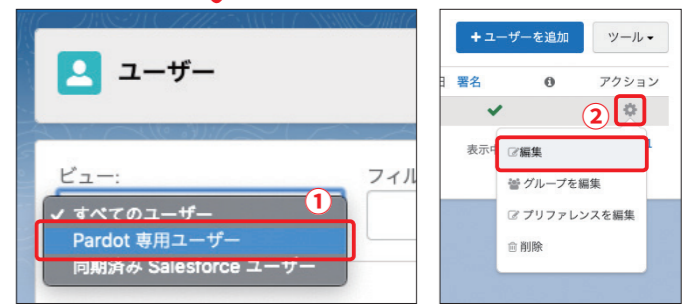 ユーザー
ビュー:
フィル
①
✓ すべてのユーザー
Pardot 専用ユーザー
同期済み Salesforce ユーザー
+ユーザーを追加
ツール
日 署名 アクション
②
表示中 1
編集
グループを編集
プリファレンスを編集
削除